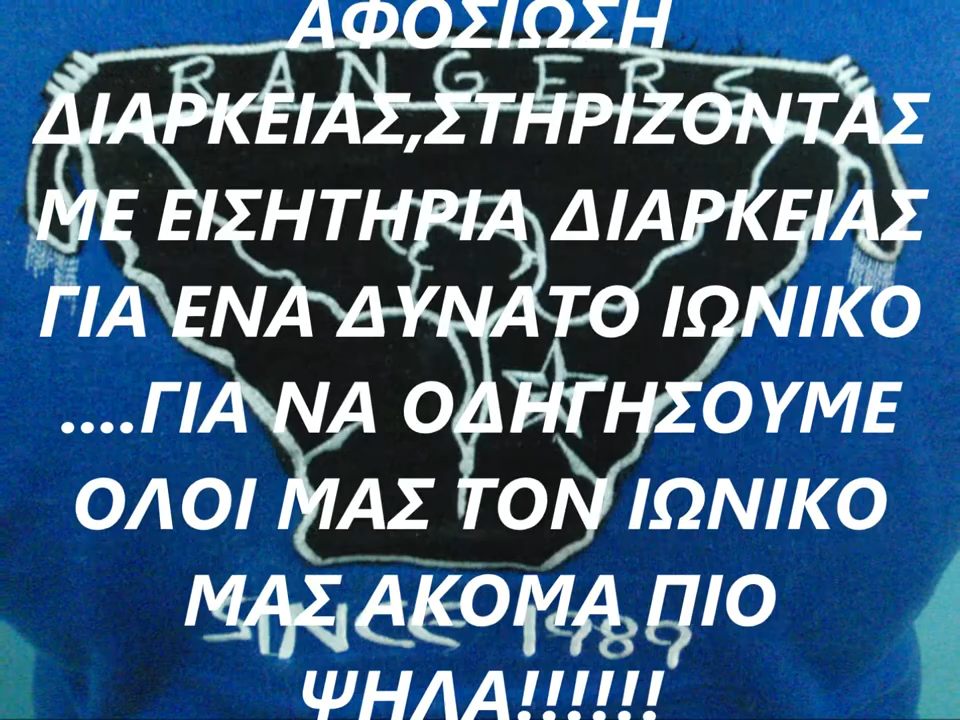 ΑΦΟΣΙΩΣΗ
RANGERS
ΔΙΑΡΚΕΙΑΣ,ΣΤΗΡΙΖΟΝΤΑΣ
ΜΕ ΕΙΣΗΤΗΡΙΑ ΔΙΑΡΚΕΙΑΣ
ΓΙΑ ΕΝΑ ΔΥΝΑΤΟ ΙΩΝΙΚΟ
....ΓΙΑ ΝΑ ΟΔΗΓΗΣΟΥΜΕ
ΟΛΟΙ ΜΑΣ ΤΟΝ ΙΩΝΙΚΟ
ΜΑΣ ΑΚΟΜΑ ΠΙΟ
SINCE 1989
ΨΗΛΑ!!!!!!